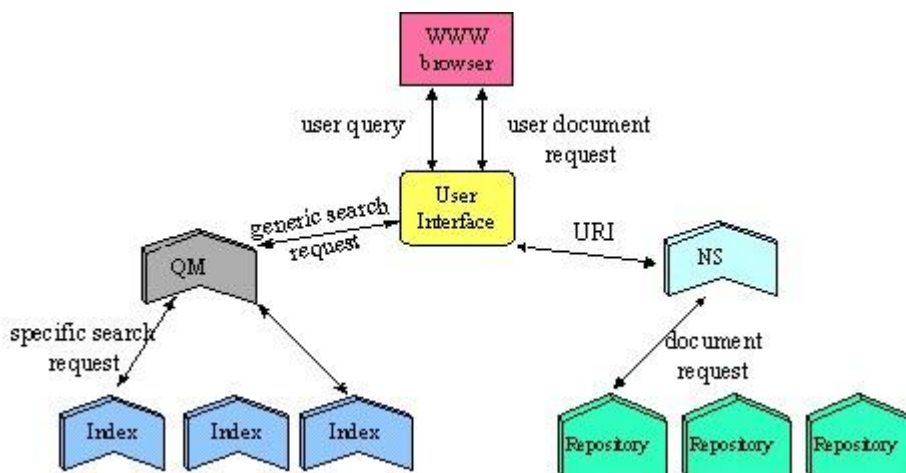 WWW
browser
user query
user document
request
User
Interface
generic search
request
URI
QM
NS
specific search
request
document
request
Index
Index
Index
Repository
Repository
Repository